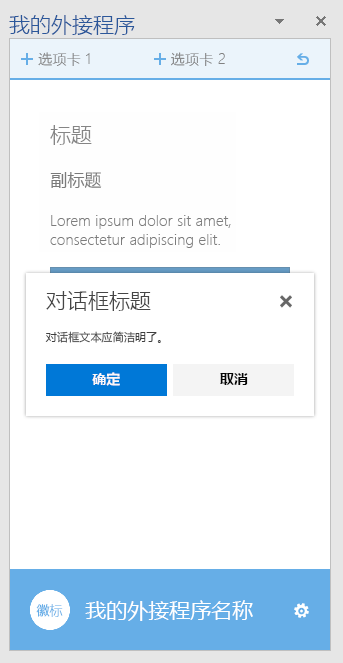 我的外接程序
选项卡 1
选项卡 2
标题
副标题
Lorem ipsum dolor sit amet,
consectetur adipiscing elit.
对话框标题
对话框文本应简洁明了。
确定
取消
徽标
我的外接程序名称